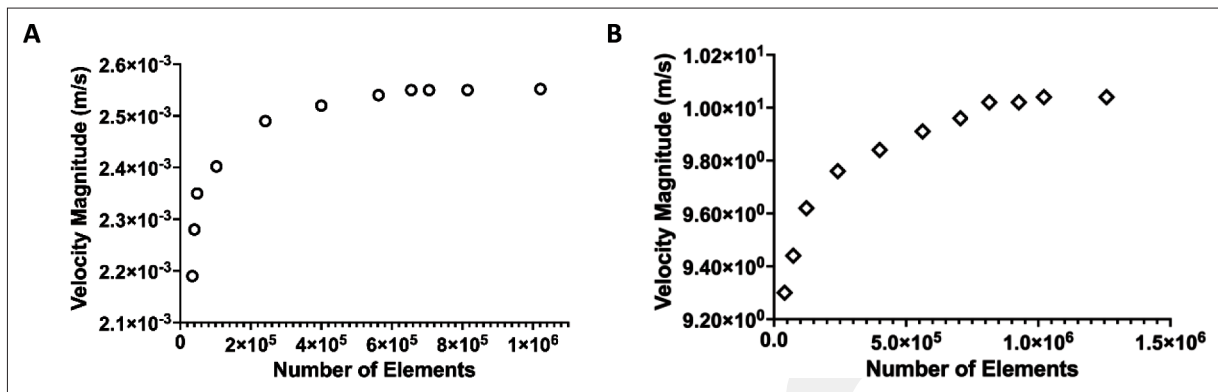 A
Velocity Magnitude (m/s)
2.6×10⁻³
2.5×10⁻³
2.4×10⁻³
2.3×10⁻³
2.2×10⁻³
2.1×10⁻³
0 2×10⁵ 4×10⁵ 6×10⁵ 8×10⁵ 1×10⁶
Number of Elements
B
Velocity Magnitude (m/s)
1.02×10¹
1.00×10¹
9.80×10⁰
9.60×10⁰
9.40×10⁰
9.20×10⁰
0.0 5.0×10⁵ 1.0×10⁶ 1.5×10⁶
Number of Elements